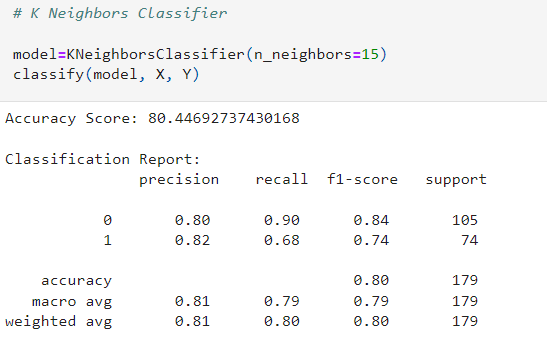 # K Neighbors Classifier
model=KNeighborsClassifier(n_neighbors=15)
classify(model, X, Y)
Accuracy Score: 80.44692737430168
Classification Report:
precision recall f1-score support
0 0.80 0.90 0.84 105
1 0.82 0.68 0.74 74
accuracy 0.80 179
macro avg 0.81 0.79 0.79 179
weighted avg 0.81 0.80 0.80 179